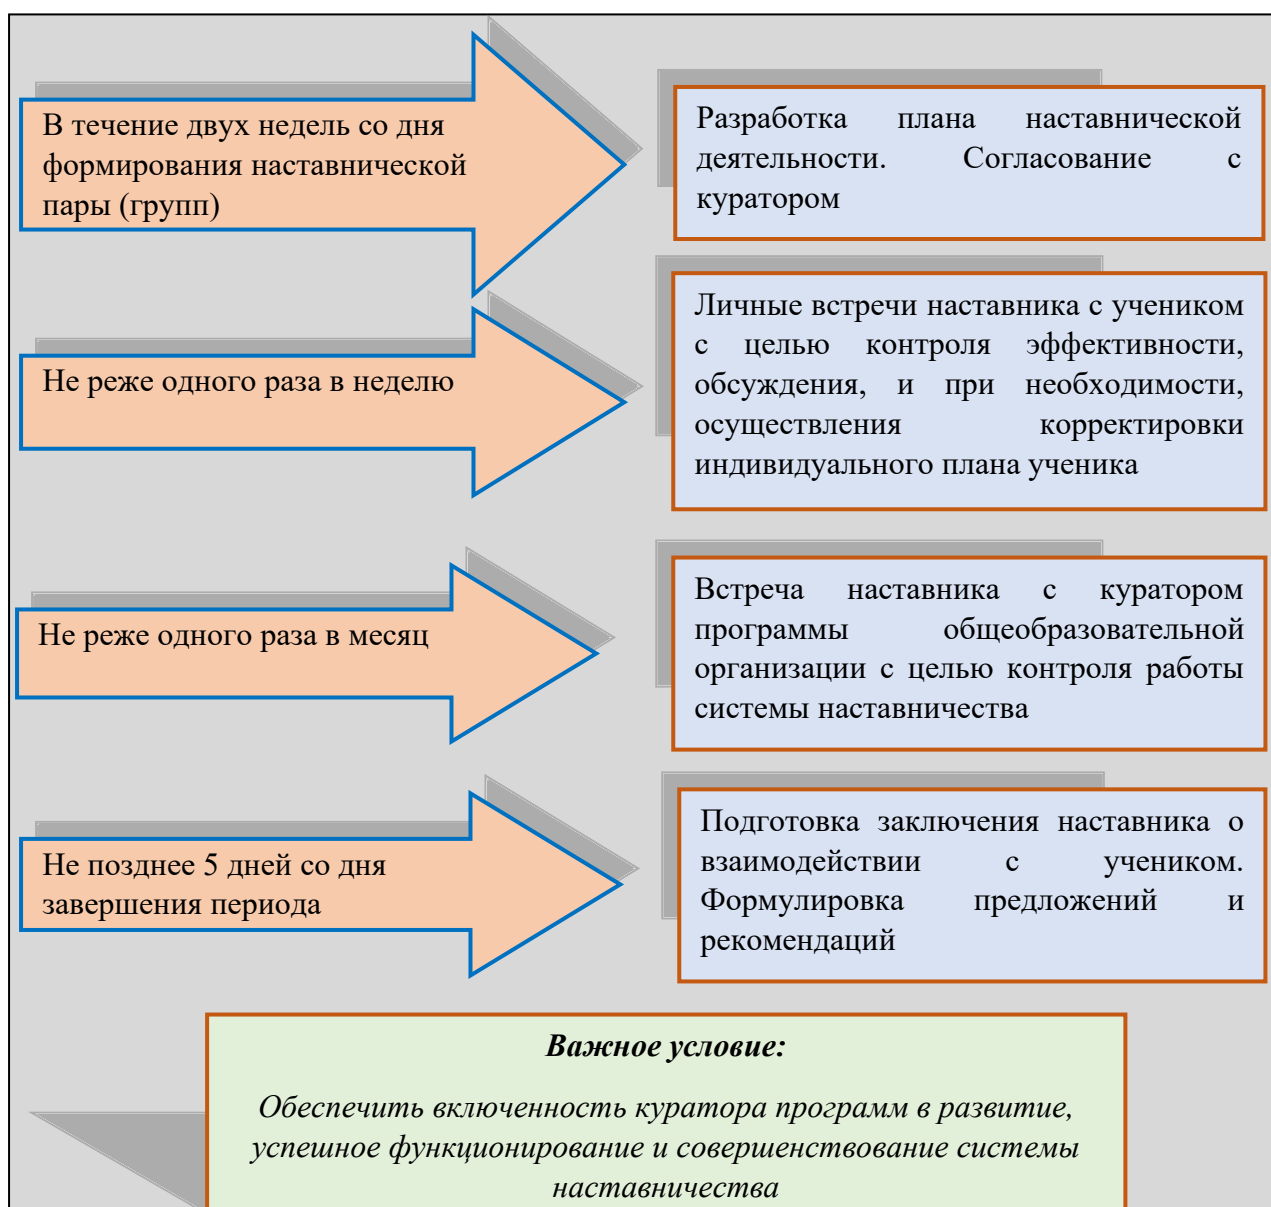 В течение двух недель со дня
формирования наставнической
пары (групп)
Разработка плана наставнической
деятельности. Согласование с
куратором
Не реже одного раза в неделю
Личные встречи наставника с учеником
с целью контроля эффективности,
обсуждения, и при необходимости,
осуществления корректировки
индивидуального плана ученика
Не реже одного раза в месяц
Встреча наставника с куратором
программы общеобразовательной
организации с целью контроля работы
системы наставничества
Не позднее 5 дней со дня
завершения периода
Подготовка заключения наставника о
взаимодействии с учеником.
Формулировка предложений и
рекомендаций
Важное условие:
Обеспечить включенность куратора программ в развитие,
успешное функционирование и совершенствование системы
наставничества